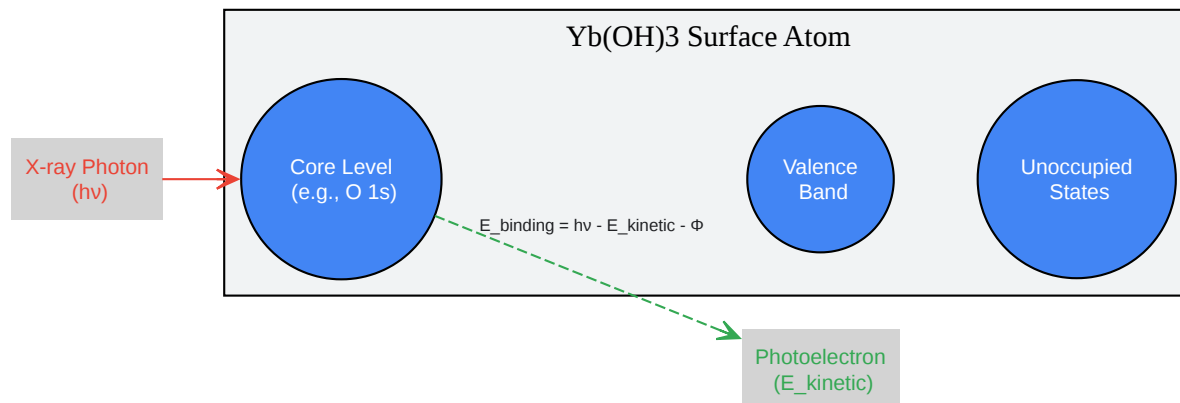 Yb(OH)3 Surface Atom
X-ray Photon
(hν)
Core Level
(e.g., O 1s)
Valence
Band
Unoccupied
States
E_binding = hν - E_kinetic - Φ
Photoelectron
(E_kinetic)